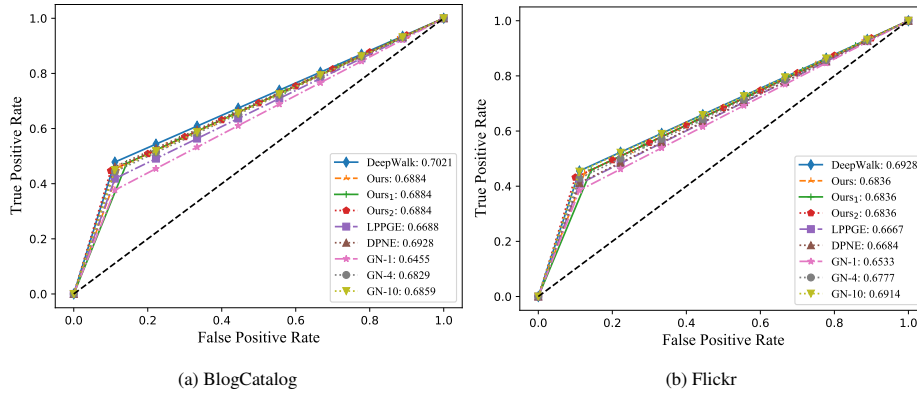 1.0
0.8
0.6
0.4
0.2
0.0
True Positive Rate
DeepWalk: 0.7021
Ours: 0.6884
Ours₁: 0.6884
Ours₂: 0.6884
LPPGE: 0.6688
DPNE: 0.6928
GN-1: 0.6455
GN-4: 0.6829
GN-10: 0.6859
0.0 0.2 0.4 0.6 0.8 1.0
False Positive Rate
(a) BlogCatalog
1.0
0.8
0.6
0.4
0.2
0.0
True Positive Rate
DeepWalk: 0.6928
Ours: 0.6836
Ours₁: 0.6836
Ours₂: 0.6836
LPPGE: 0.6667
DPNE: 0.6684
GN-1: 0.6533
GN-4: 0.6777
GN-10: 0.6914
0.0 0.2 0.4 0.6 0.8 1.0
False Positive Rate
(b) Flickr